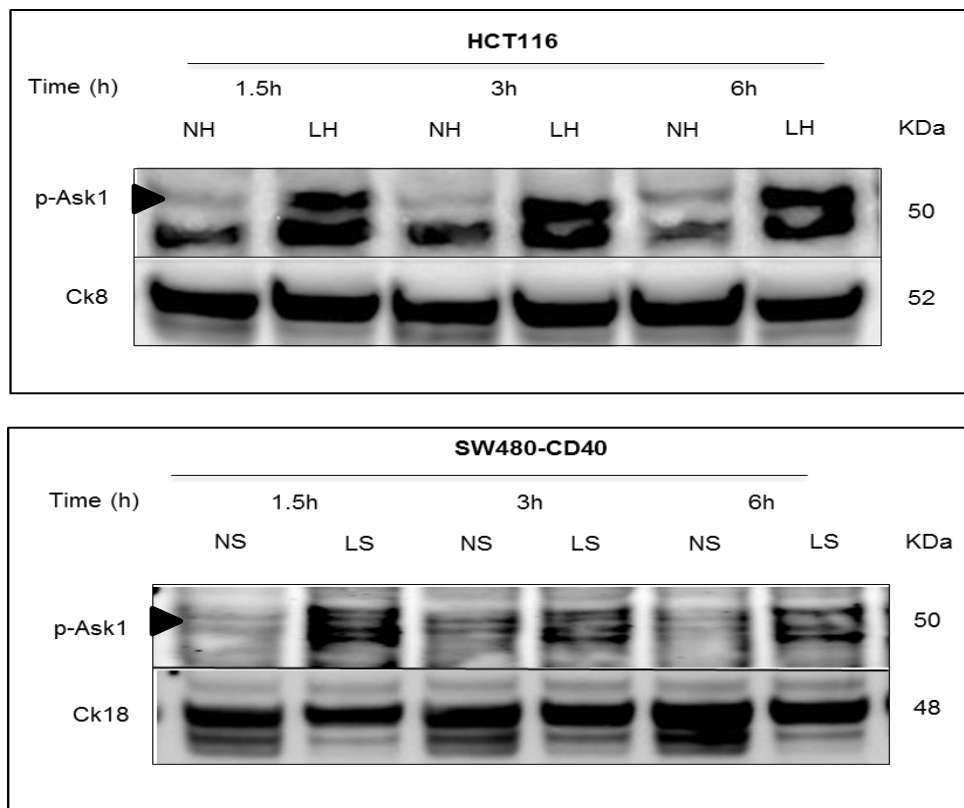 HCT116
Time (h) 1.5h 3h 6h
NH LH NH LH NH LH KDa
p-Ask1 50
Ck8 52
SW480-CD40
Time (h) 1.5h 3h 6h
NS LS NS LS NS LS KDa
p-Ask1 50
Ck18 48